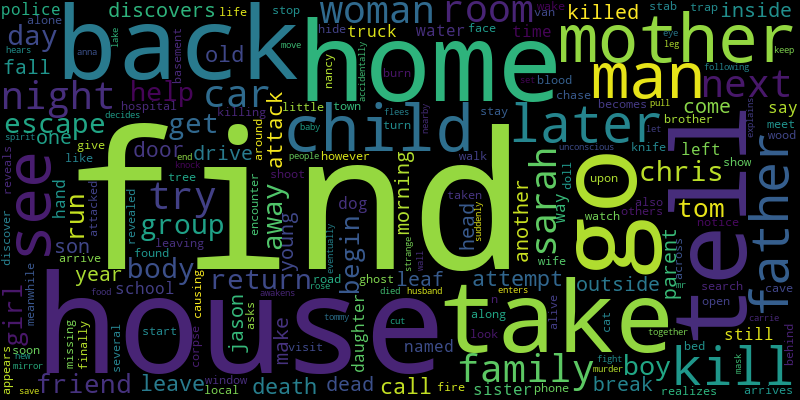 police
discovers
life
stop
woman
room
van
killed
stab
trap
inside
alone
day
hears
lake
back
home
hide
truck
water
face
time
wake
mother
eye
leg
keep
fall
anna
basement
old
move
accidentally
man
following
night
help
car
hospital
killing
nancy
burn
blood
set
chase
becomes
pull
next
escape
decides
one
get
around
attack
little
town
child
later
stay
turn
brother
come
say
spirit
like
give
door
drive
baby
flees
nearby
knife
let
meet
wood
explains
people
however
walk
unconscious
left
show
end
knock
see
reveals
hand
run
attacked
revealed
tree
try
shoot
encounter
away
find
morning
dog
taken
head
suddenly
another
sarah
way
doll
upon
go
chris
tell
father
tom
also
others
notice
watch
group
young
begin
strange
wife
parent
across
discover
son
arrive
leaving
found
body
return
road
ghost
leaf
attempt
outside
search
cave
year
school
causing
eventually
wall
mr
open
girl
meanwhile
food
awakens
rose
died
husband
enters
n
cat
carrie
house
take
together
missing
finally
start
corpse
jason
asks
make
visit
tommy
cut
named
along
look
alive
still
behind
soon
several
daughter
family
fight
boy
bed
mask
kill
appears
new
mirror
save
friend
leave
window
local
death
dead
call
fire
sister
phone
murder
break
realizes
arrives